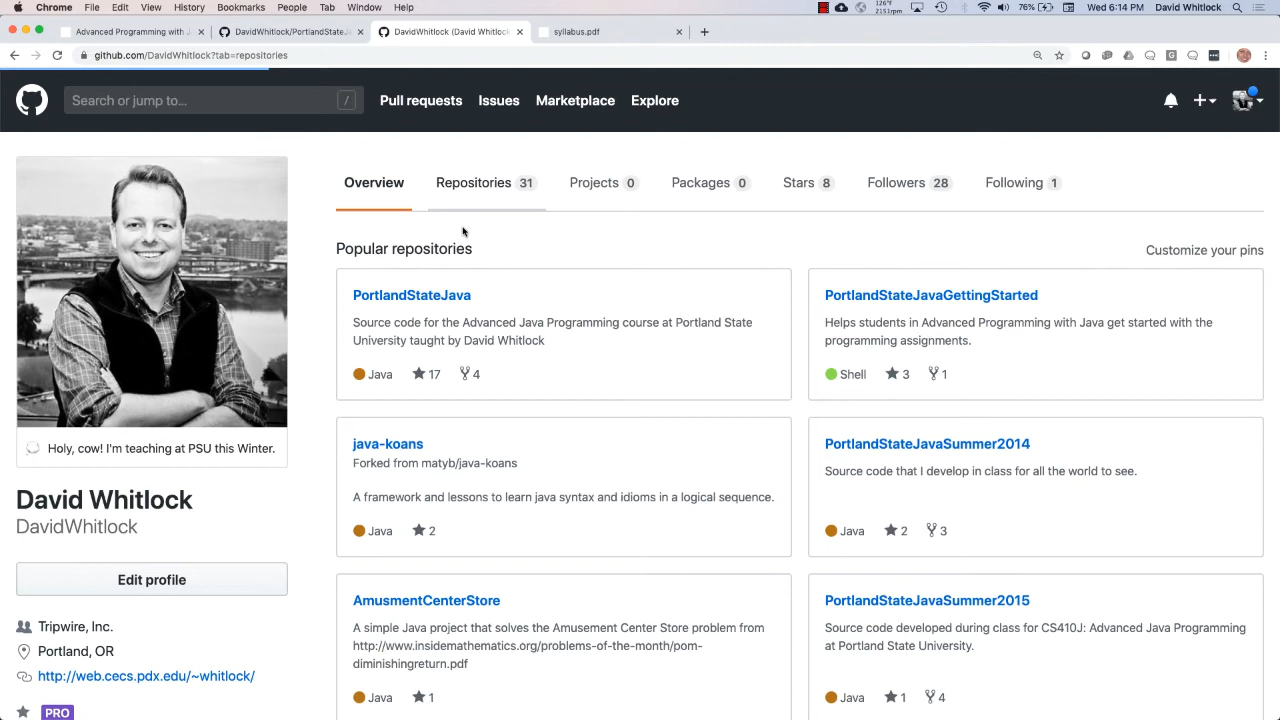 Chrome File Edit View History Bookmarks People Tab Window Help
126°F
2151rpm
76% Wed 6:14 PM David Whitlock
Advanced Programming with J
DavidWhitlock/PortlandStateJ
DavidWhitlock (David Whitlock
syllabus.pdf
github.com/DavidWhitlock?tab=repositories
Search or jump to...
/
Pull requests Issues Marketplace Explore
Overview Repositories 31 Projects 0 Packages 0 Stars 8 Followers 28 Following 1
Popular repositories
Customize your pins
PortlandStateJava
Source code for the Advanced Java Programming course at Portland State
University taught by David Whitlock
Java 17 4
PortlandStateJavaGettingStarted
Helps students in Advanced Programming with Java get started with the
programming assignments.
Shell 3 1
java-koans
Forked from matyb/java-koans
A framework and lessons to learn java syntax and idioms in a logical sequence.
Java 2
PortlandStateJavaSummer2014
Source code that I develop in class for all the world to see.
Java 2 3
AmusmentCenterStore
A simple Java project that solves the Amusement Center Store problem from
http://www.insidemathematics.org/problems-of-the-month/pom-
diminishingreturn.pdf
Java 1
PortlandStateJavaSummer2015
Source code developed during class for CS410J: Advanced Java Programming
at Portland State University.
Java 1 4
Holy, cow! I'm teaching at PSU this Winter.
David Whitlock
DavidWhitlock
Edit profile
Tripwire, Inc.
Portland, OR
http://web.cecs.pdx.edu/~whitlock/
PRO